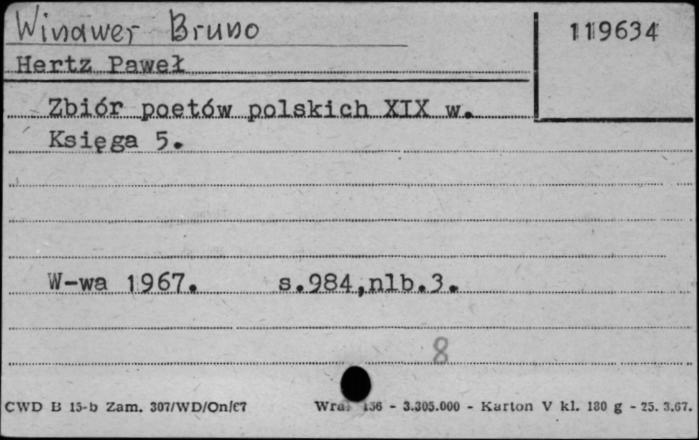 Winawer Bruno
119634
Hertz Paweł
Zbiór poetów polskich XIX w.
Księga 5.
W-wa 1967. s.984,nlb.3.
8
CWD B 15-b Zam. 307/WD/On/67 - 3.305.000 - Karton V kl. 180 g - 25. 3.67.